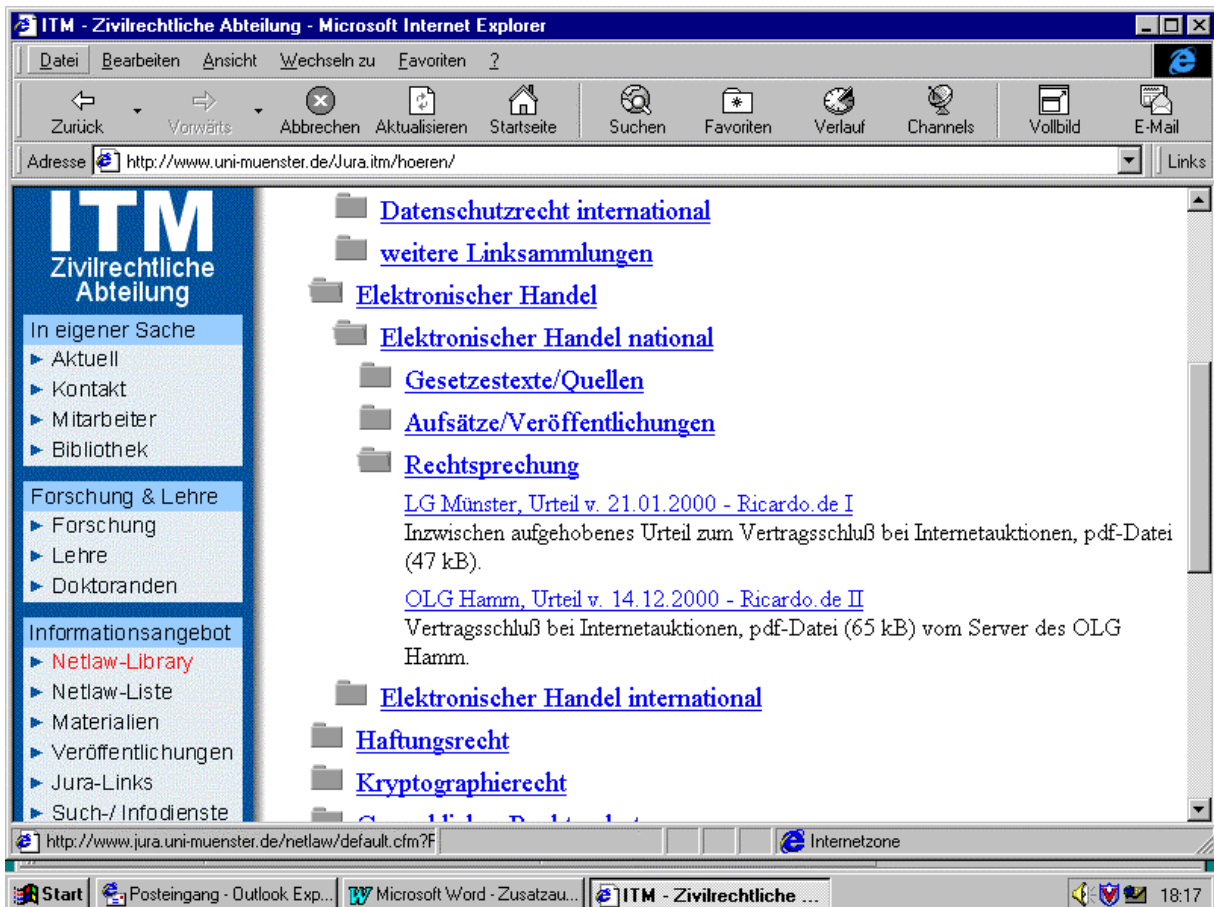 ITM - Zivilrechtliche Abteilung - Microsoft Internet Explorer
Datei Bearbeiten Ansicht Wechseln zu Favoriten ?
Zurück Vorwärts Abbrechen Aktualisieren Startseite Suchen Favoriten Verlauf Channels Vollbild E-Mail
Adresse http://www.uni-muenster.de/Jura.itm/hoeren/ Links
ITM
Zivilrechtliche
Abteilung
In eigener Sache
Aktuell
Kontakt
Mitarbeiter
Bibliothek
Forschung & Lehre
Forschung
Lehre
Doktoranden
Informationsangebot
Netlaw-Library
Netlaw-Liste
Materialien
Veröffentlichungen
Jura-Links
Such-/ Infodienste
Datenschutzrecht international
weitere Linksammlungen
Elektronischer Handel
Elektronischer Handel national
Gesetzestexte/Quellen
Aufsätze/Veröffentlichungen
Rechtsprechung
LG Münster, Urteil v. 21.01.2000 - Ricardo.de I
Inzwischen aufgehobenes Urteil zum Vertragsschluß bei Internetauktionen, pdf-Datei
(47 kB).
OLG Hamm, Urteil v. 14.12.2000 - Ricardo.de II
Vertragsschluß bei Internetauktionen, pdf-Datei (65 kB) vom Server des OLG
Hamm.
Elektronischer Handel international
Haftungsrecht
Kryptographierecht
http://www.jura.uni-muenster.de/netlaw/default.cfm?F Internetzone
Start Posteingang - Outlook Exp... Microsoft Word - Zusatzau... ITM - Zivilrechtliche ... 18:17